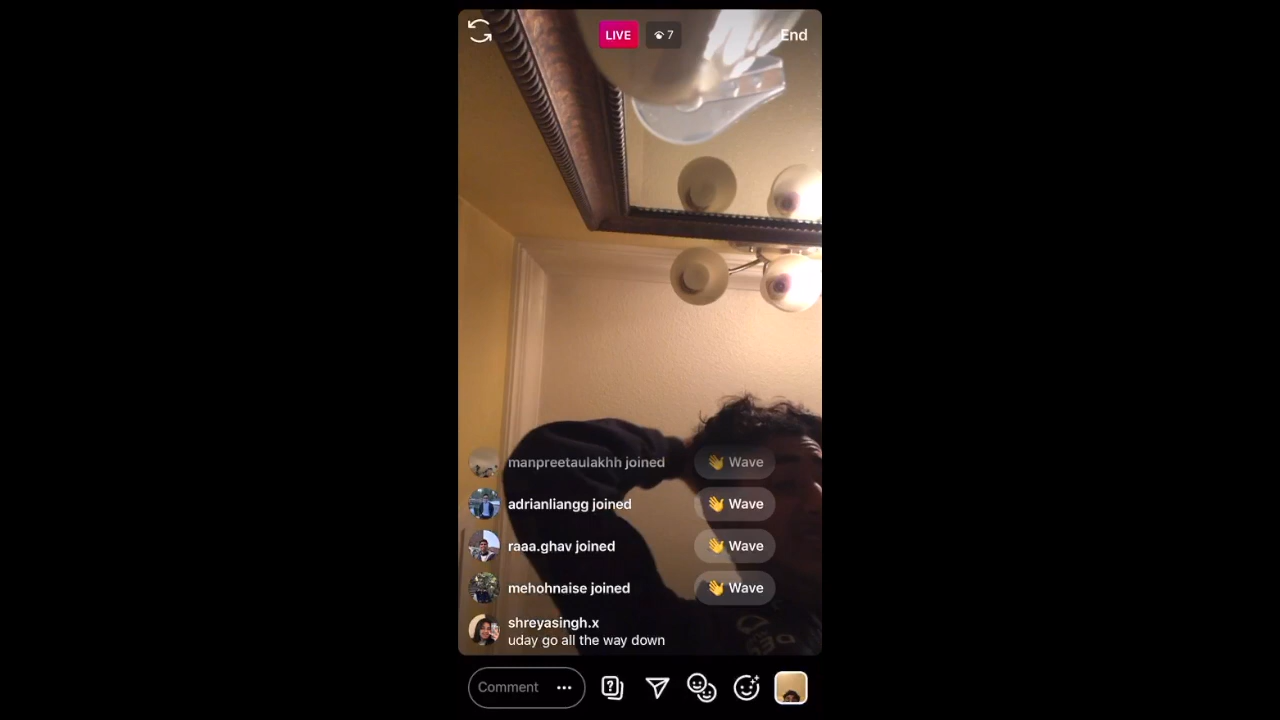 LIVE 7 End
manpreetaulakhh joined Wave
adrianliangg joined Wave
raaa.ghav joined Wave
mehohnaise joined Wave
shreyasingh.x
uday go all the way down
Comment